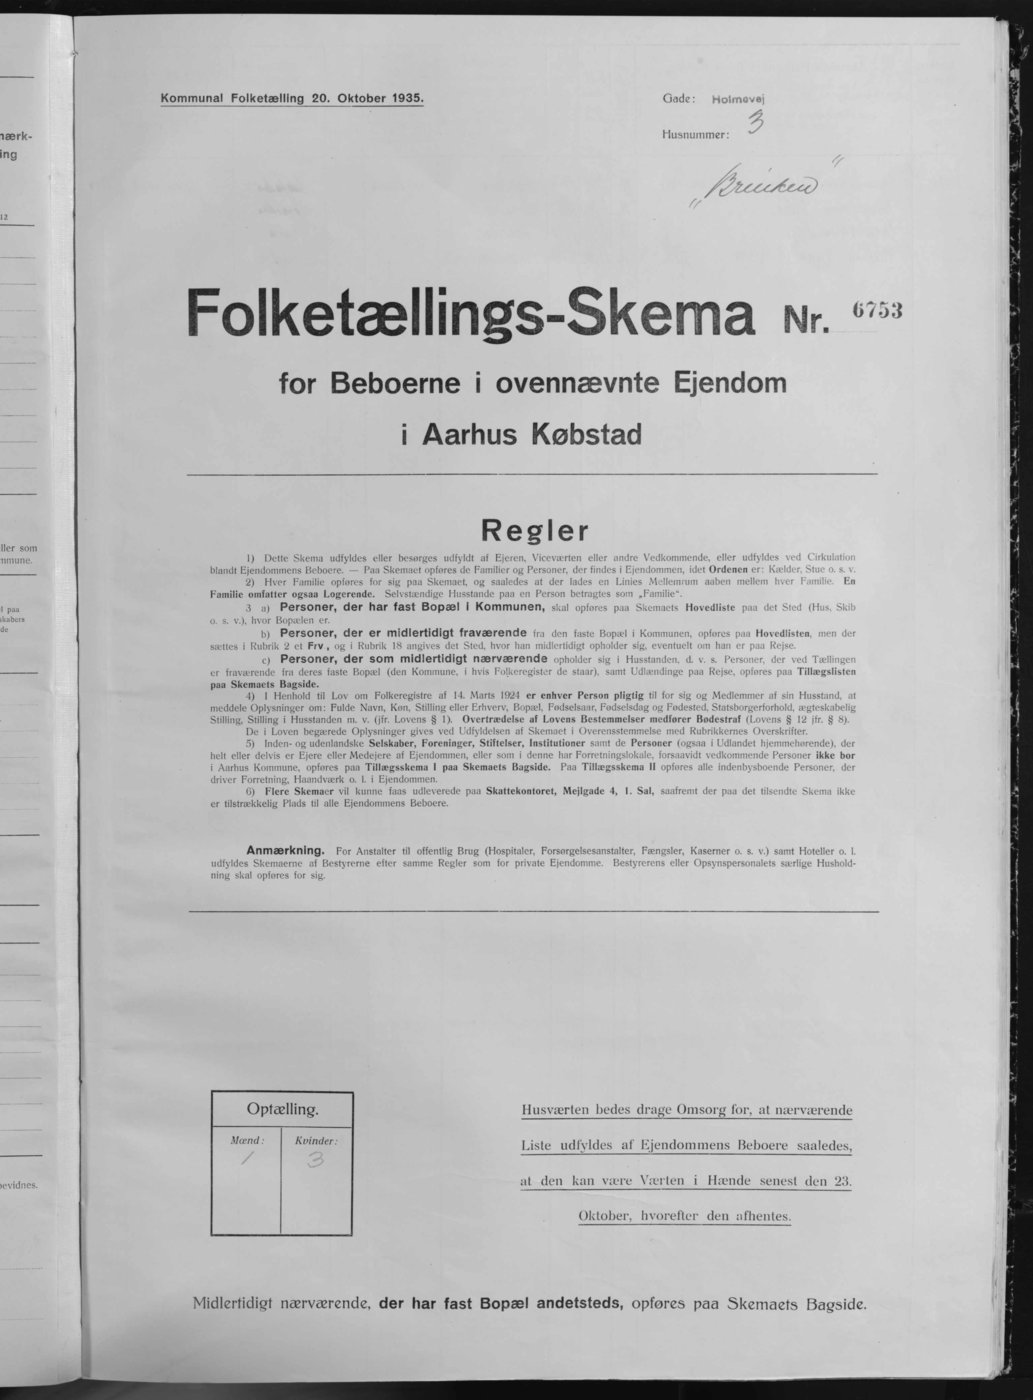 Kommunal Folketælling 20. Oktober 1935.
Gade: Holmevej
Husnummer: 3
„Brinken“
Folketællings-Skema Nr. 6753
for Beboerne i ovennævnte Ejendom
i Aarhus Købstad
Regler
1) Dette Skema udfyldes eller besørges udfyldt af Ejeren, Viceværten eller andre Vedkommende, eller udfyldes ved Cirkulation
blandt Ejendommens Beboere. — Paa Skemaet opføres de Familier og Personer, der findes i Ejendommen, idet Ordenen er: Kælder, Stue o. s. v.
2) Hver Familie opføres for sig paa Skemaet, og saaledes at der lades en Linies Mellemrum aaben mellem hver Familie. En
Familie omfatter ogsaa Logerende. Selvstændige Husstande paa en Person betragtes som „Familie“.
3 a) Personer, der har fast Bopæl i Kommunen, skal opføres paa Skemaets Hovedliste paa det Sted (Hus, Skib
o. s. v.), hvor Bopælen er.
b) Personer, der er midlertidigt fraværende fra den faste Bopæl i Kommunen, opføres paa Hovedlisten, men der
sættes i Rubrik 2 et Frv, og i Rubrik 18 angives det Sted, hvor han midlertidigt opholder sig, eventuelt om han er paa Rejse.
c) Personer, der som midlertidigt nærværende opholder sig i Husstanden, d. v. s. Personer, der ved Tællingen
er fraværende fra deres faste Bopæl (den Kommune, i hvis Folkeregister de staar), samt Udlændinge paa Rejse, opføres paa Tillægslisten
paa Skemaets Bagside.
4) I Henhold til Lov om Folkeregistre af 14. Marts 1924 er enhver Person pligtig til for sig og Medlemmer af sin Husstand, at
meddele Oplysninger om: Fulde Navn, Køn, Stilling eller Erhverv, Bopæl, Fødselsaar, Fødselsdag og Fødested, Statsborgerforhold, ægteskabelig
Stilling, Stilling i Husstanden m. v. (jfr. Lovens § 1). Overtrædelse af Lovens Bestemmelser medfører Bødestraf (Lovens § 12 jfr. § 8).
De i Loven begærede Oplysninger gives ved Udfyldelsen af Skemaet i Overensstemmelse med Rubrikkernes Overskrifter.
5) Inden- og udenlandske Selskaber, Foreninger, Stiftelser, Institutioner samt de Personer (ogsaa i Udlandet hjemmehørende), der
helt eller delvis er Ejere eller Medejere af Ejendommen, eller som i denne har Forretningslokale, forsaavidt vedkommende Personer ikke bor
i Aarhus Kommune, opføres paa Tillægsskema I paa Skemaets Bagside. Paa Tillægsskema II opføres alle indenbysboende Personer, der
driver Forretning, Haandværk o. l. i Ejendommen.
6) Flere Skemaer vil kunne faas udleverede paa Skattekontoret, Mejlgade 4, 1. Sal, saafremt der paa det tilsendte Skema ikke
er tilstrækkelig Plads til alle Ejendommens Beboere.
Anmærkning. For Anstalter til offentlig Brug (Hospitaler, Forsørgelsesanstalter, Fængsler, Kaserner o. s. v.) samt Hoteller o. l.
udfyldes Skemaerne af Bestyrerne efter samme Regler som for private Ejendomme. Bestyrerens eller Opsynspersonalets særlige Hushold-
ning skal opføres for sig.
Optælling.
Mænd: Kvinder:
1 3
Husværten bedes drage Omsorg for, at nærværende
Liste udfyldes af Ejendommens Beboere saaledes,
at den kan være Værten i Hænde senest den 23.
Oktober, hvorefter den afhentes.
Midlertidigt nærværende, der har fast Bopæl andetsteds, opføres paa Skemaets Bagside.